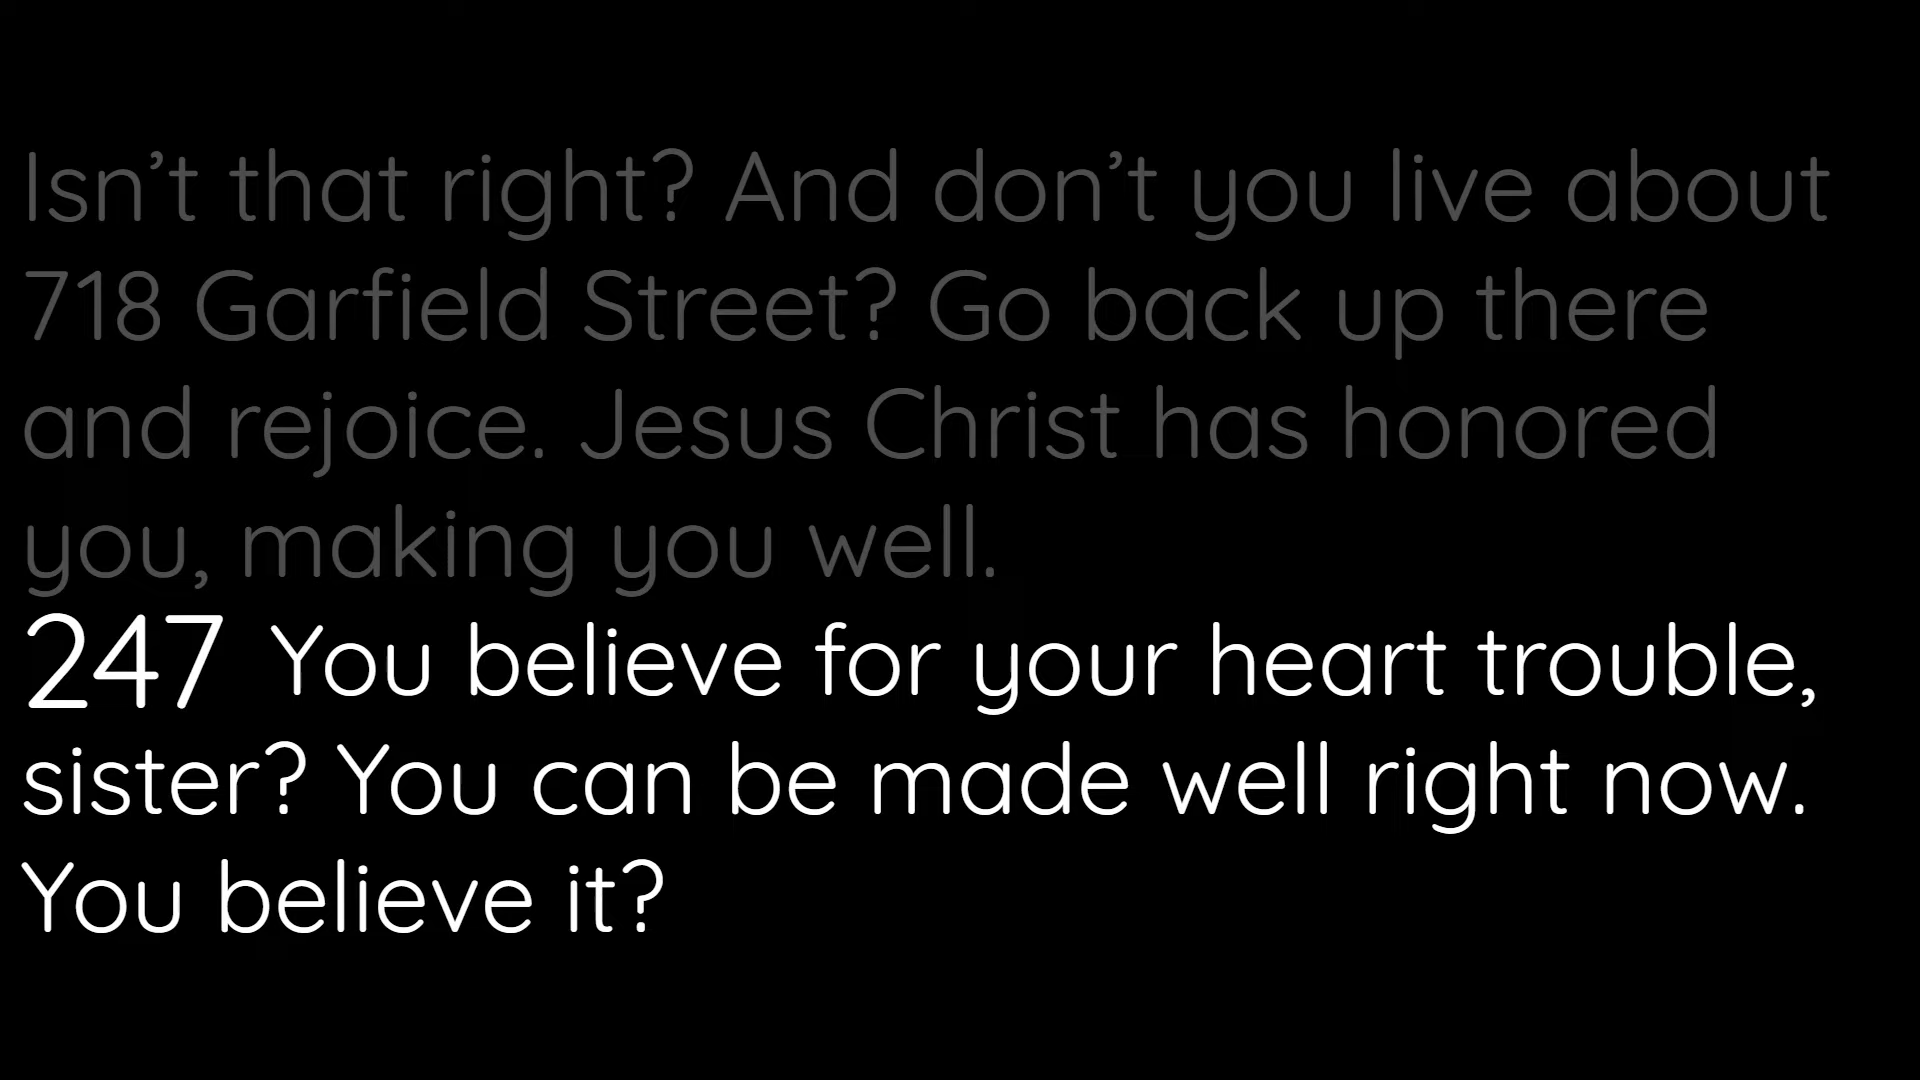 Isn’t that right? And don’t you live about
718 Garfield Street? Go back up there
and rejoice. Jesus Christ has honored
you, making you well.
247 You believe for your heart trouble,
sister? You can be made well right now.
You believe it?